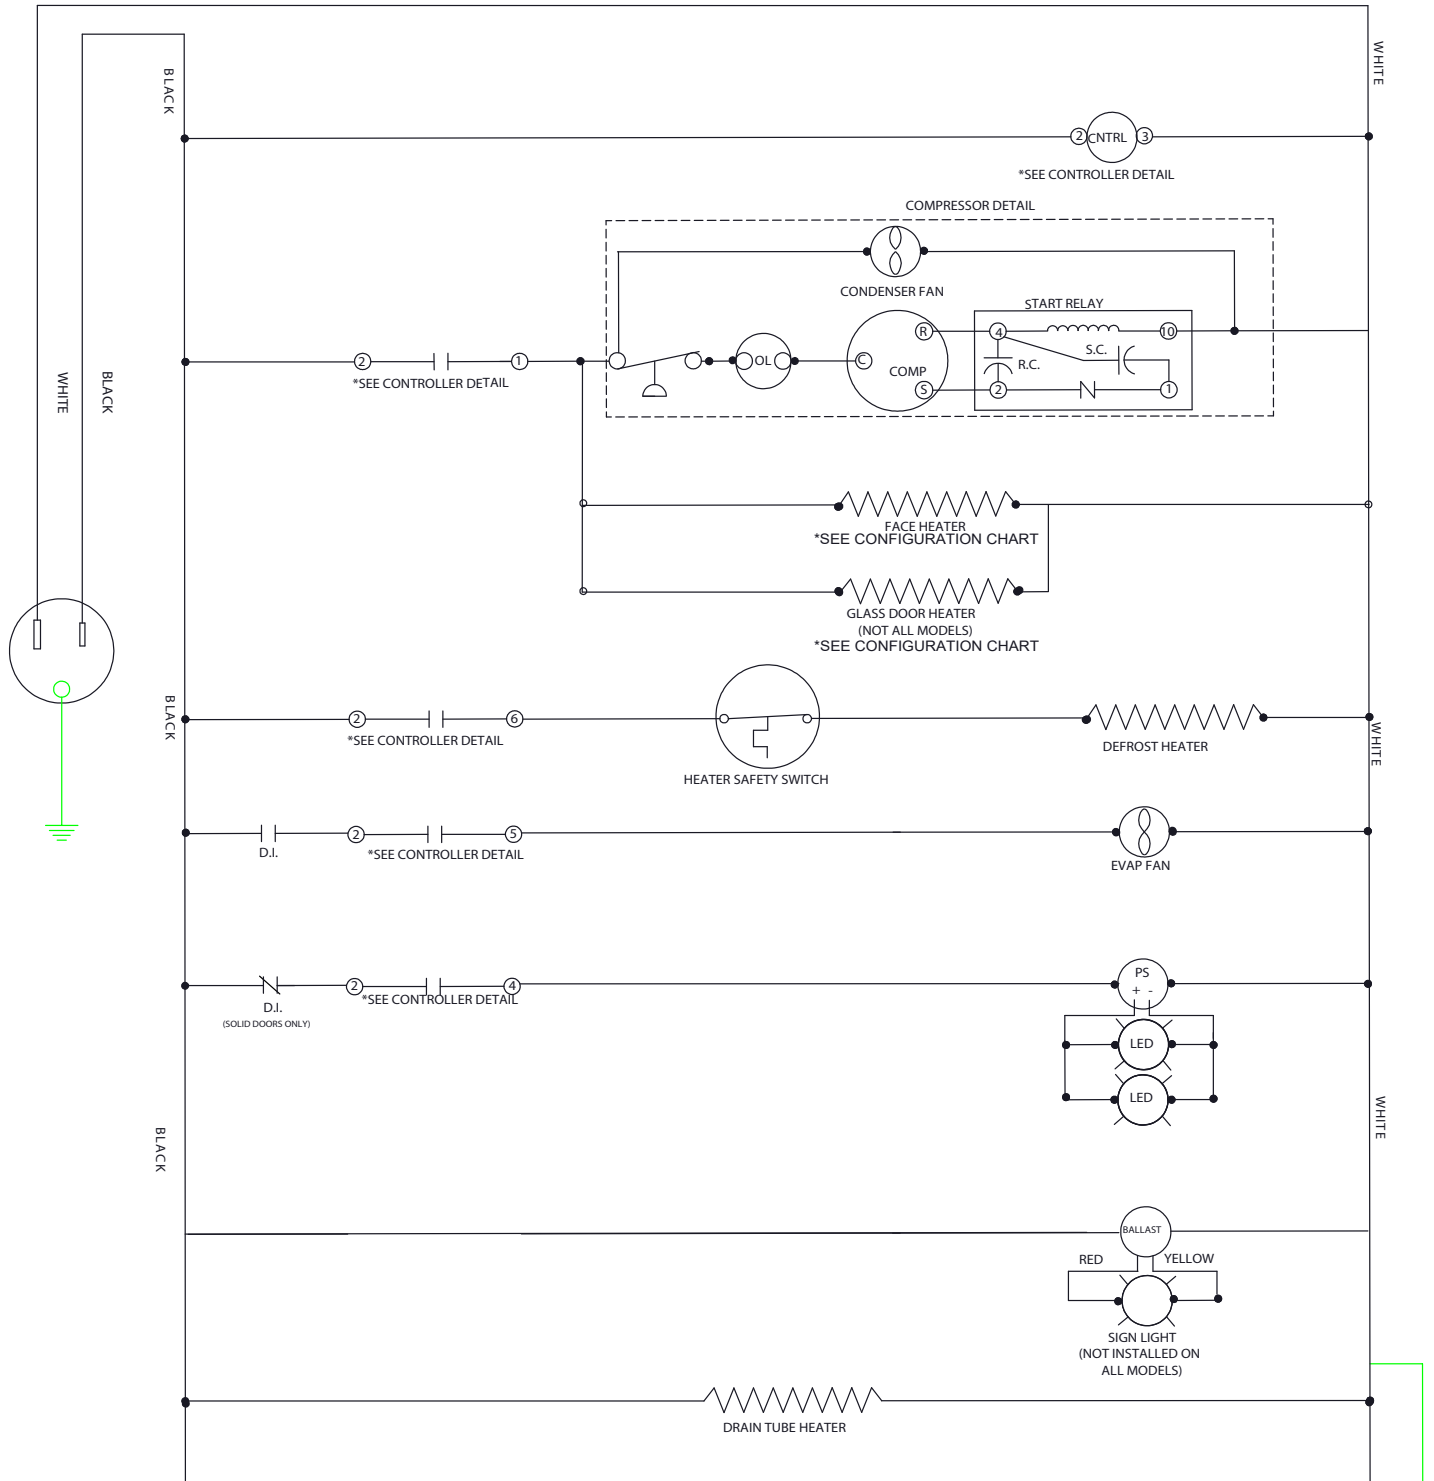 WHITE
BLACK
2
CNTRL
3
*SEE CONTROLLER DETAIL
COMPRESSOR DETAIL
CONDENSER FAN
START RELAY
R
4
10
S.C.
R.C.
2
1
*SEE CONTROLLER DETAIL
OL
C
COMP
S
2
1
WHITE
BLACK
FACE HEATER
*SEE CONFIGURATION CHART
GLASS DOOR HEATER
(NOT ALL MODELS)
*SEE CONFIGURATION CHART
BLACK
2
6
*SEE CONTROLLER DETAIL
HEATER SAFETY SWITCH
DEFROST HEATER
WHITE
D.I.
2
5
*SEE CONTROLLER DETAIL
EVAP FAN
D.I.
(SOLID DOORS ONLY)
2
4
*SEE CONTROLLER DETAIL
PS
+ -
LED
LED
BLACK
WHITE
BALLAST
RED
YELLOW
SIGN LIGHT
(NOT INSTALLED ON
ALL MODELS)
DRAIN TUBE HEATER